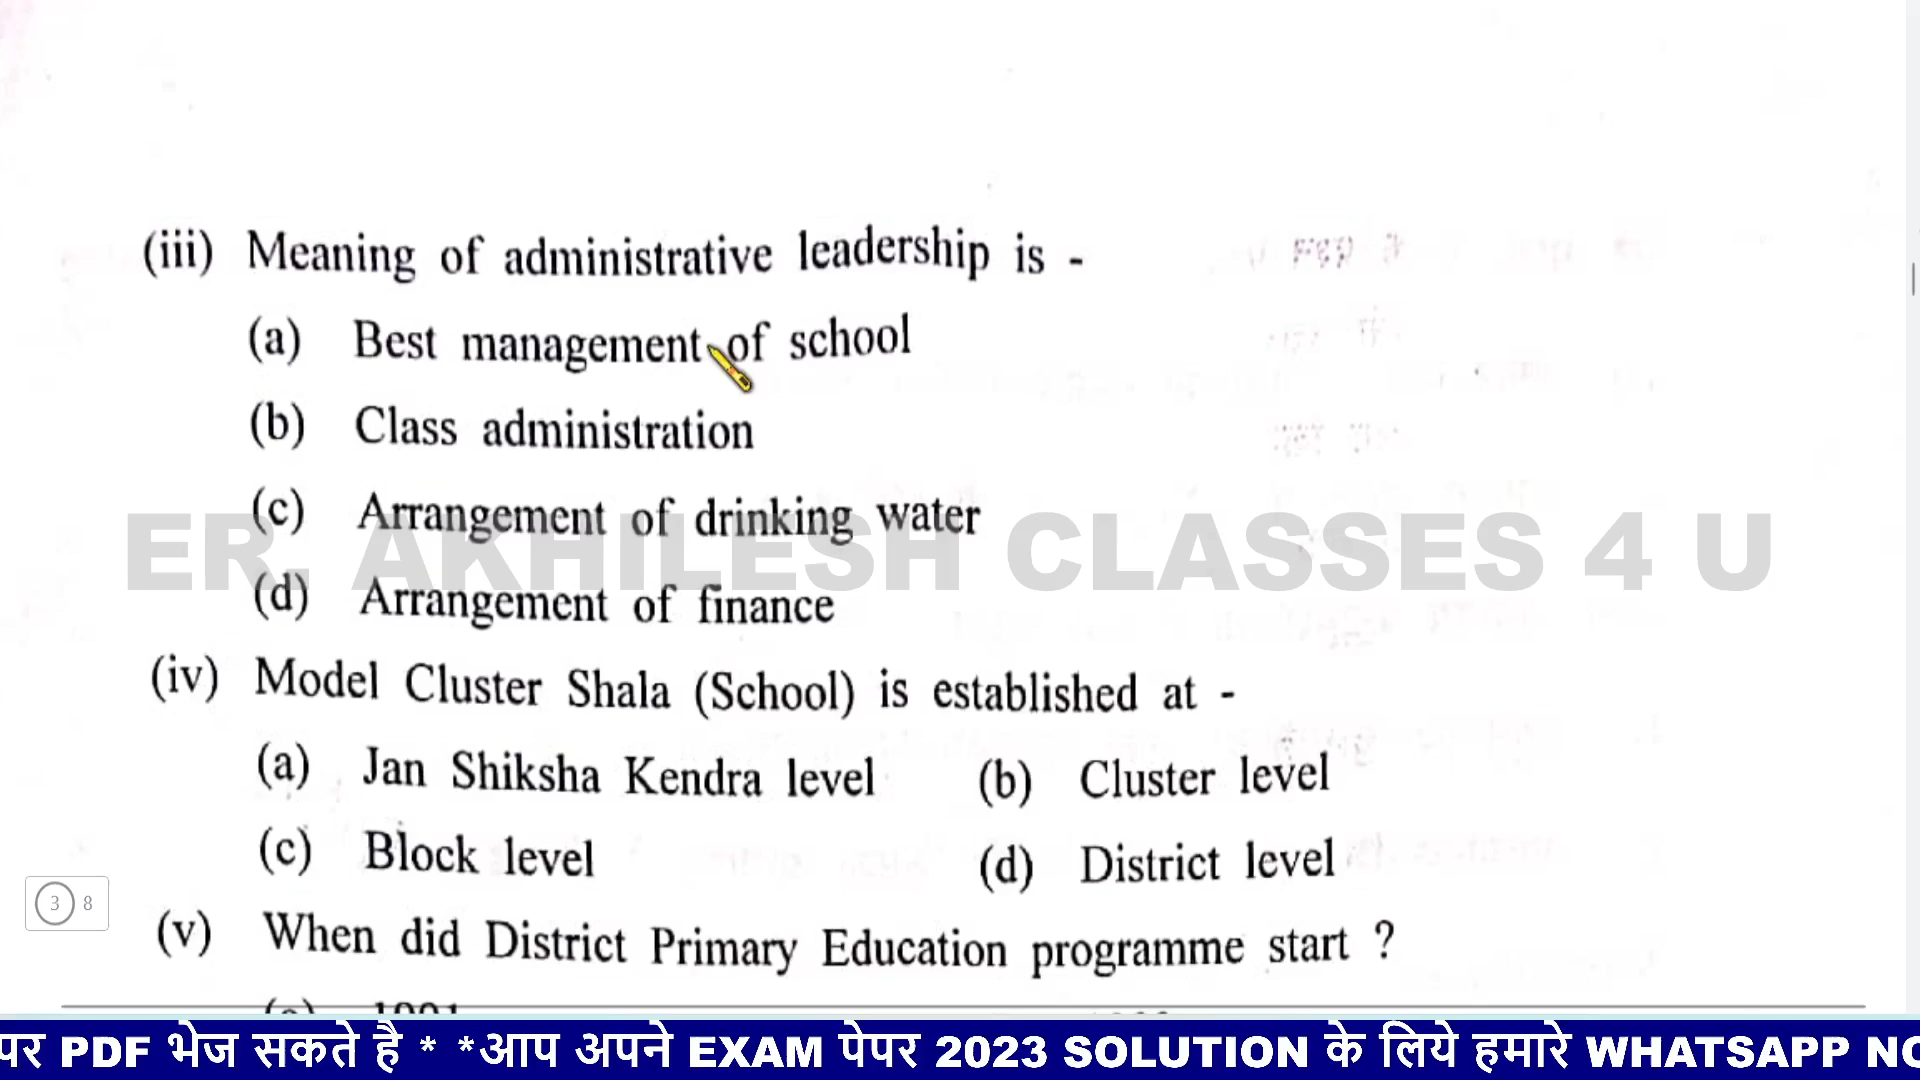 (iii) Meaning of administrative leadership is -
(a) Best management of school
(b) Class administration
(c) Arrangement of drinking water
ER. AKHILESH CLASSES 4 U
(d) Arrangement of finance
(iv) Model Cluster Shala (School) is established at -
(a) Jan Shiksha Kendra level (b) Cluster level
(c) Block level (d) District level
3 8
(v) When did District Primary Education programme start ?
पर PDF भेज सकते है * *आप अपने EXAM पेपर 2023 SOLUTION के लिये हमारे WHATSAPP NO